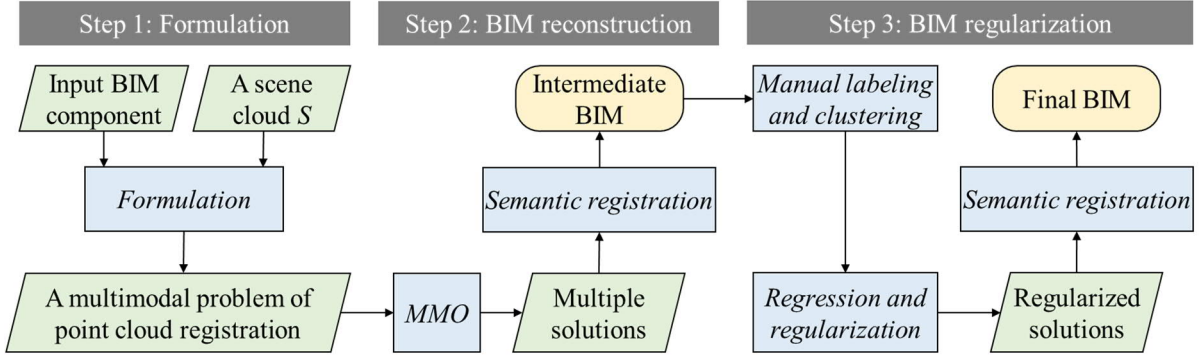 Step 1: Formulation
Step 2: BIM reconstruction
Step 3: BIM regularization
Input BIM
component
A scene
cloud S
Formulation
A multimodal problem of
point cloud registration
MMO
Multiple
solutions
Semantic registration
Intermediate
BIM
Manual labeling
and clustering
Regression and
regularization
Regularized
solutions
Semantic registration
Final BIM